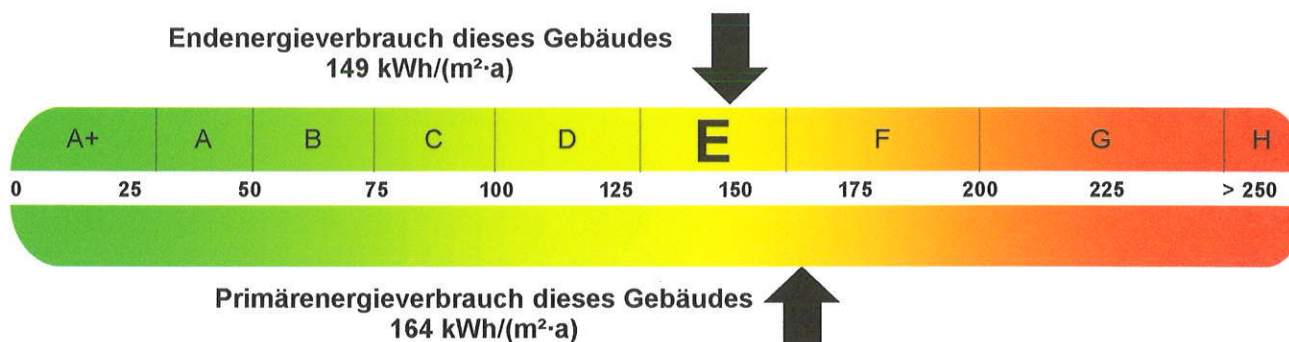 Endenergieverbrauch dieses Gebäudes
149 kWh/(m²·a)
A+ A B C D E F G H
0 25 50 75 100 125 150 175 200 225 > 250
Primärenergieverbrauch dieses Gebäudes
164 kWh/(m²·a)